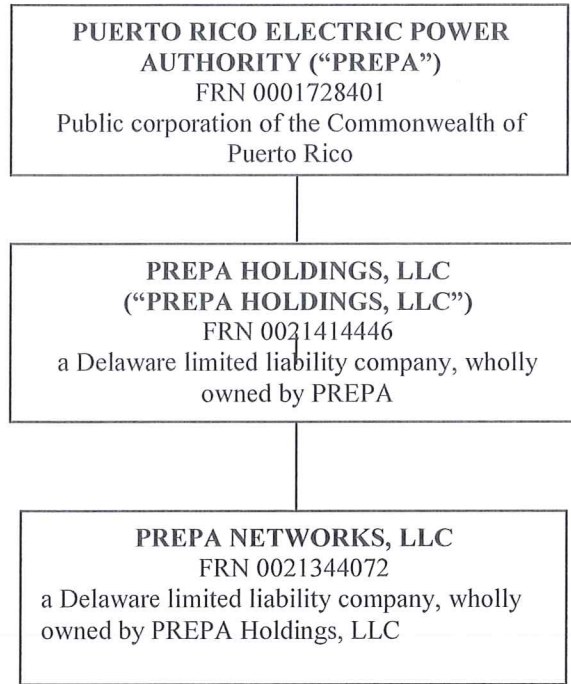 PUERTO RICO ELECTRIC POWER
AUTHORITY (“PREPA”)
FRN 0001728401
Public corporation of the Commonwealth of
Puerto Rico
PREPA HOLDINGS, LLC
(“PREPA HOLDINGS, LLC”)
FRN 0021414446
a Delaware limited liability company, wholly
owned by PREPA
PREPA NETWORKS, LLC
FRN 0021344072
a Delaware limited liability company, wholly
owned by PREPA Holdings, LLC